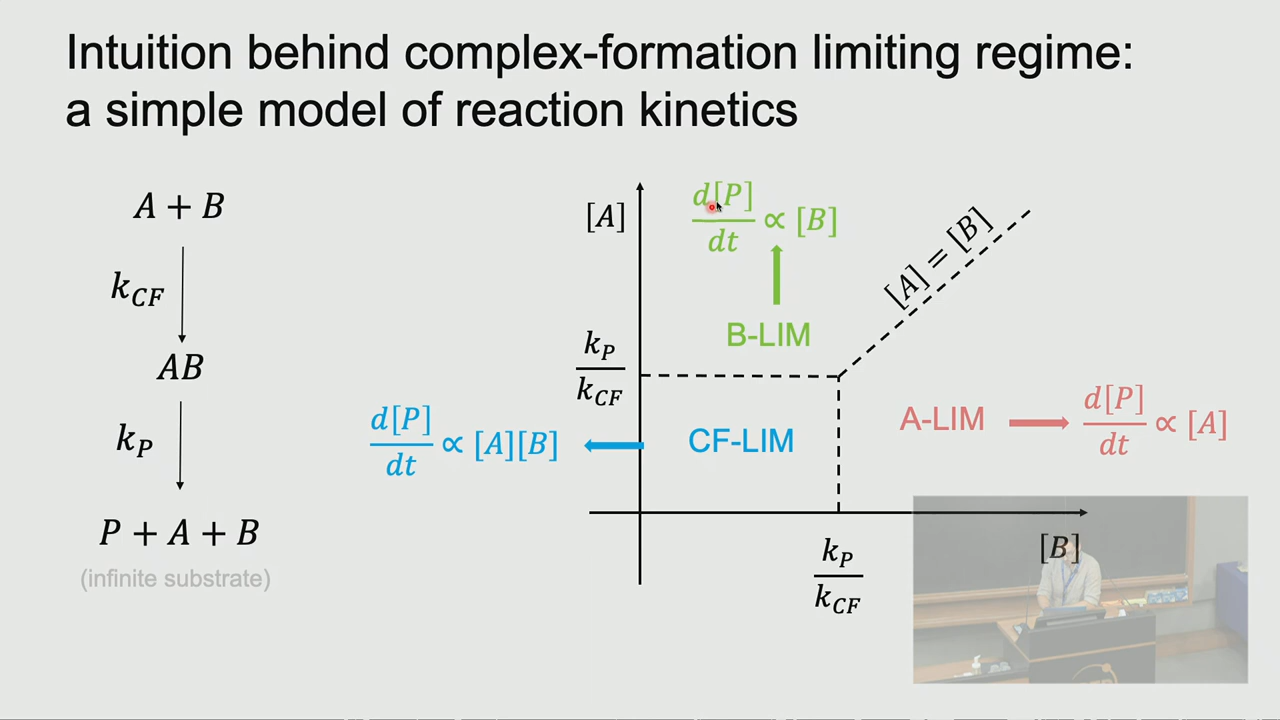 Intuition behind complex-formation limiting regime:
a simple model of reaction kinetics
A + B
k_CF
AB
k_P
P + A + B
(infinite substrate)
[A]
d[P]/dt ∝ [B]
B-LIM
[A] = [B]
k_P/k_CF
d[P]/dt ∝ [A][B]
CF-LIM
A-LIM
d[P]/dt ∝ [A]
[B]
k_P/k_CF